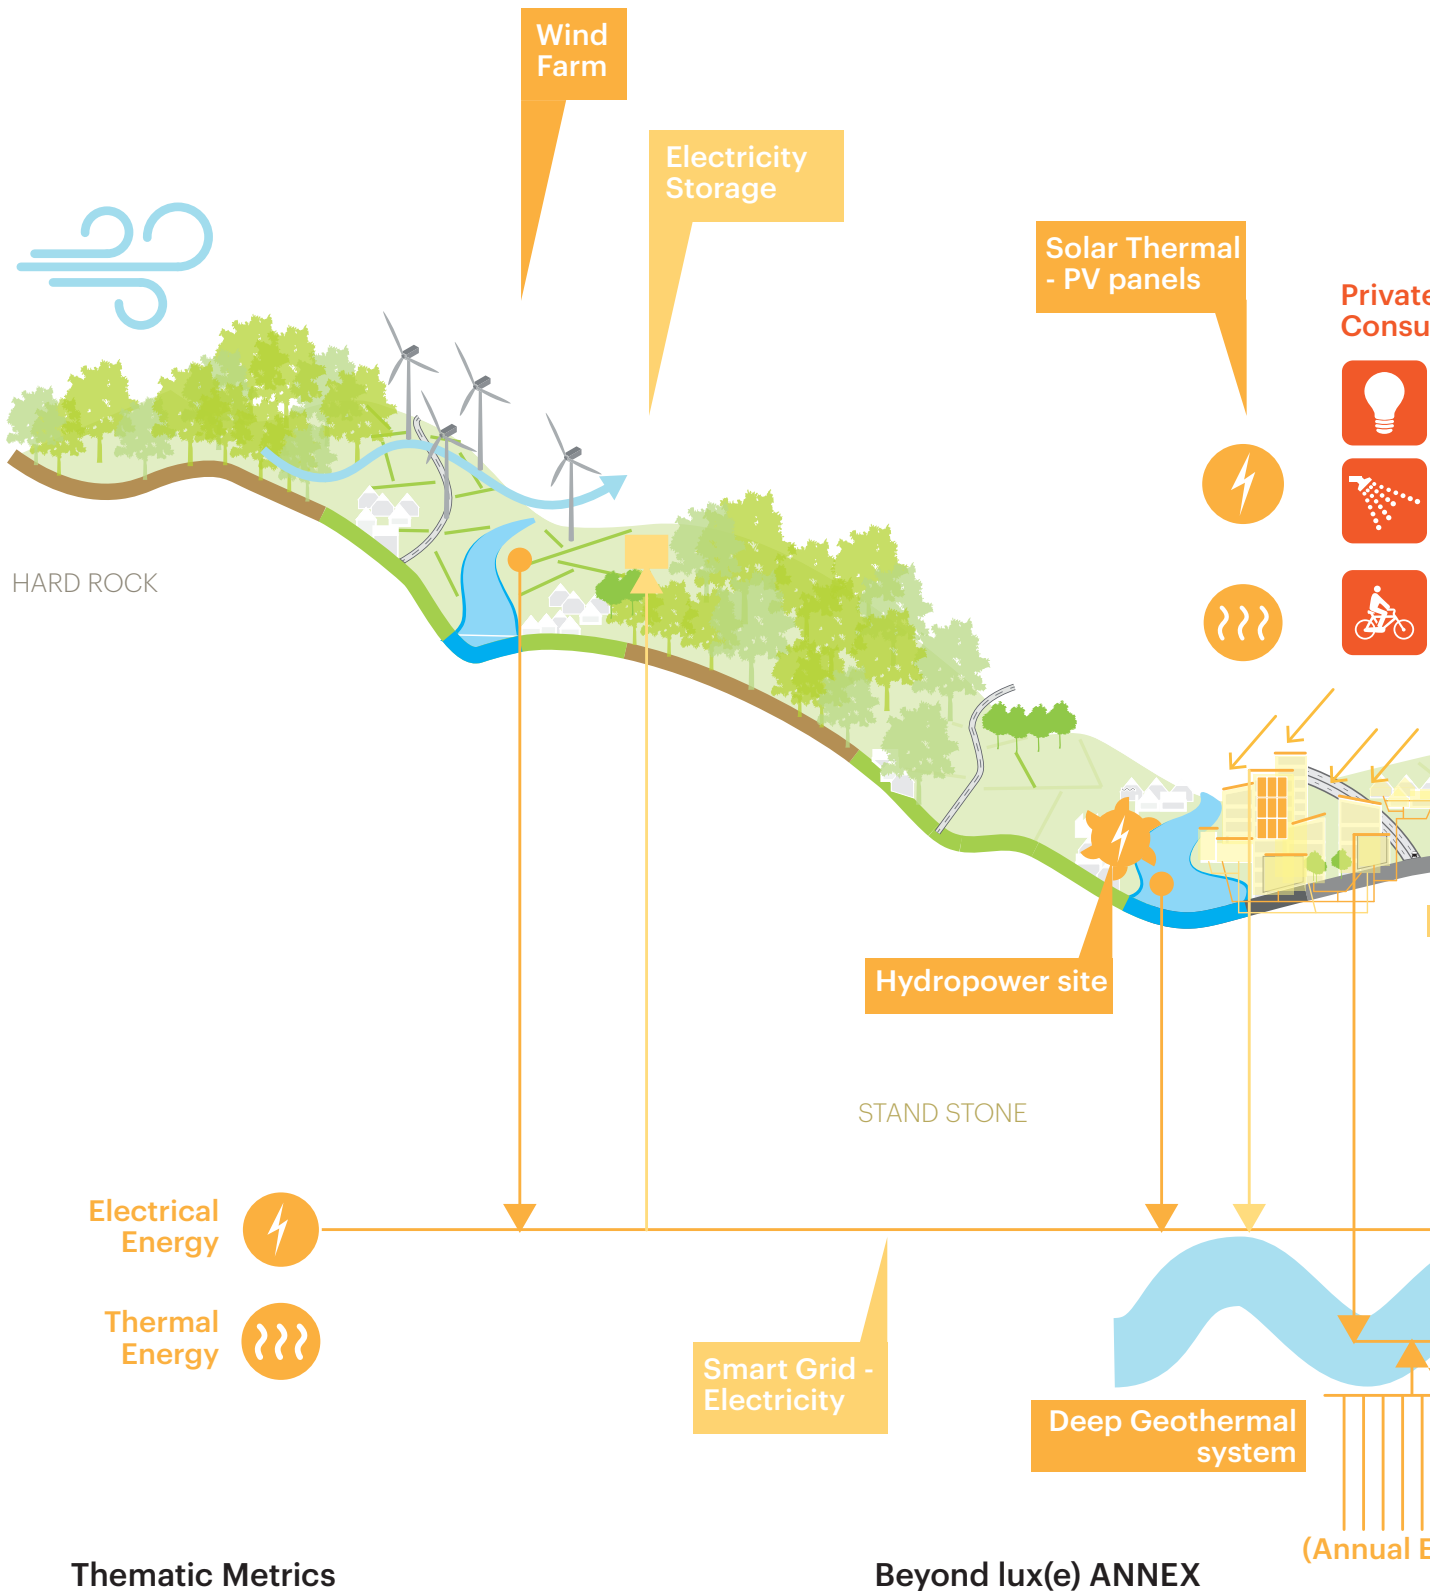 Wind
Farm
Electricity
Storage
Solar Thermal
- PV panels
Private
Consu
HARD ROCK
Hydropower site
STAND STONE
Electrical
Energy
Thermal
Energy
Smart Grid -
Electricity
Deep Geothermal
system
(Annual E
Thematic Metrics
Beyond lux(e) ANNEX